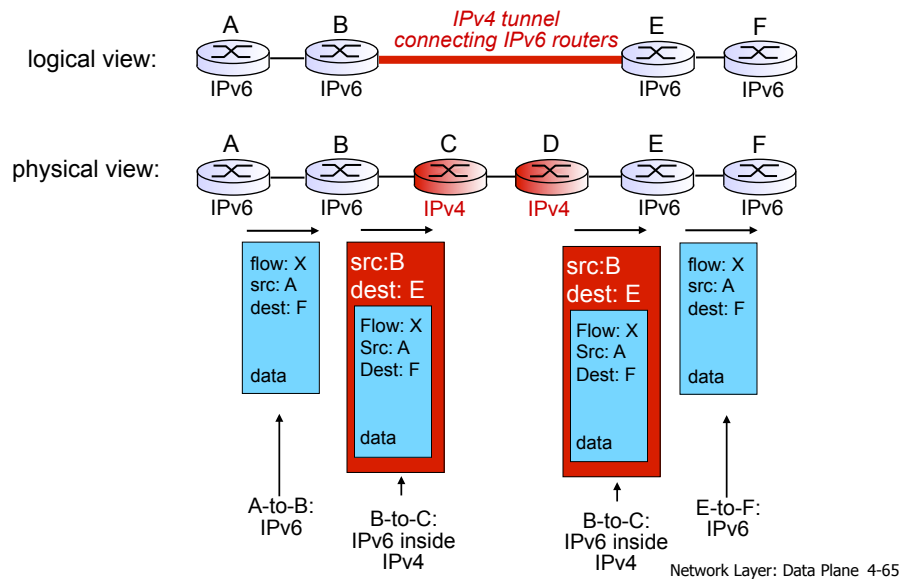 IPv4 tunnel
connecting IPv6 routers
A B E F
logical view:
IPv6 IPv6 IPv6 IPv6
A B C D E F
physical view:
IPv6 IPv6 IPv4 IPv4 IPv6 IPv6
flow: X
src: A
dest: F
data
src:B
dest: E
Flow: X
Src: A
Dest: F
data
src:B
dest: E
Flow: X
Src: A
Dest: F
data
flow: X
src: A
dest: F
data
A-to-B:
IPv6
B-to-C:
IPv6 inside
IPv4
B-to-C:
IPv6 inside
IPv4
E-to-F:
IPv6
Network Layer: Data Plane 4-65